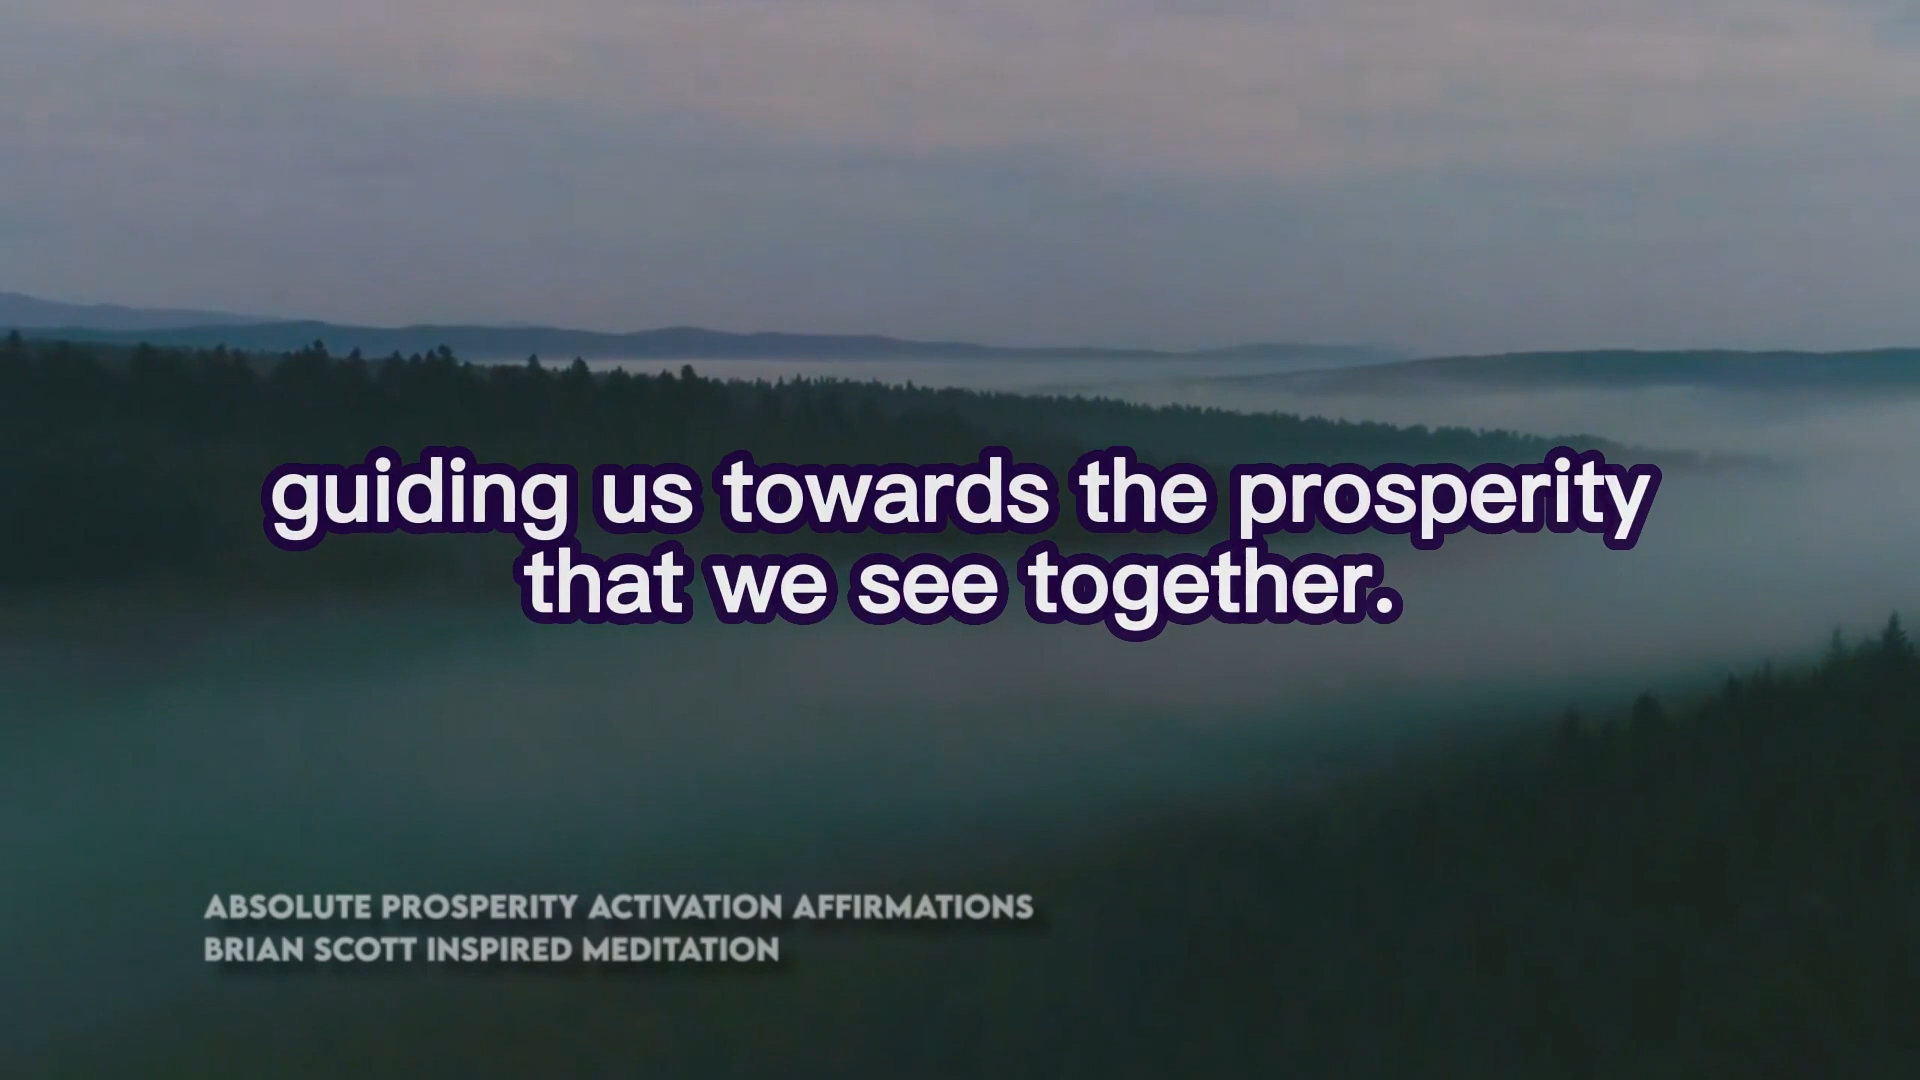 guiding us towards the prosperity
that we see together.
ABSOLUTE PROSPERITY ACTIVATION AFFIRMATIONS
BRIAN SCOTT INSPIRED MEDITATION